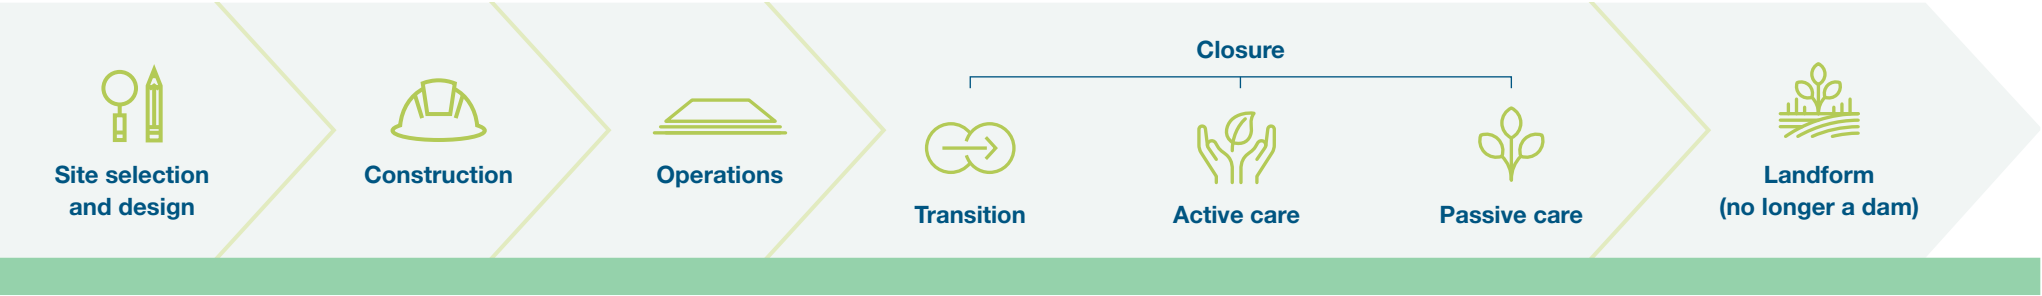 Site selection
and design
Construction
Operations
Closure
Transition
Active care
Passive care
Landform
(no longer a dam)